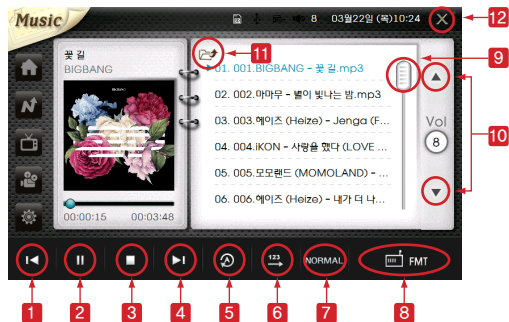 Music
8 03월22일 (목)10:24
12
꽃 길
BIGBANG
11
9
01. 001.BIGBANG - 꽃 길.mp3
02. 002.마마무 - 별이 빛나는 밤.mp3
03. 003.헤이즈 (Heize) - Jenga (F...
04. 004.iKON - 사랑을 했다 (LOVE ...
05. 005.모모랜드 (MOMOLAND) - ...
06. 006.헤이즈 (Heize) - 내가 더 나...
Vol
8
10
00:00:15 00:03:48
A
123
NORMAL
FMT
1 2 3 4 5 6 7 8